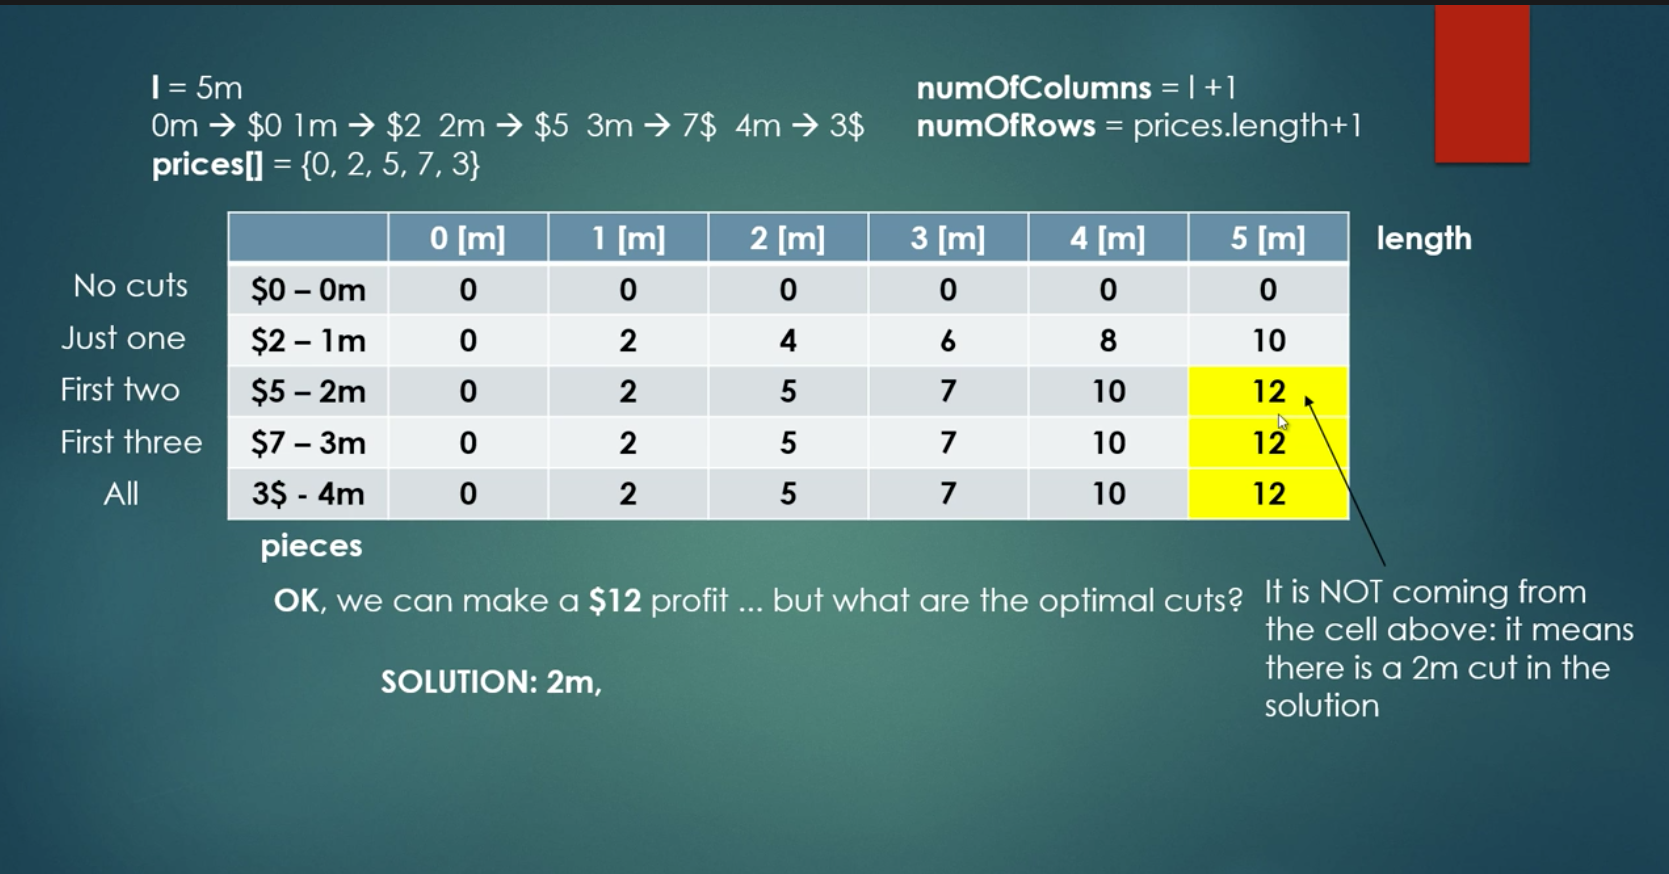 l = 5m
0m → $0 1m → $2 2m → $5 3m → 7$ 4m → 3$
prices[] = {0, 2, 5, 7, 3}
numOfColumns = l +1
numOfRows = prices.length+1
0 [m] 1 [m] 2 [m] 3 [m] 4 [m] 5 [m] length
No cuts $0 – 0m 0 0 0 0 0 0
Just one $2 – 1m 0 2 4 6 8 10
First two $5 – 2m 0 2 5 7 10 12
First three $7 – 3m 0 2 5 7 10 12
All 3$ - 4m 0 2 5 7 10 12
pieces
OK, we can make a $12 profit ... but what are the optimal cuts?
SOLUTION: 2m,
It is NOT coming from
the cell above: it means
there is a 2m cut in the
solution